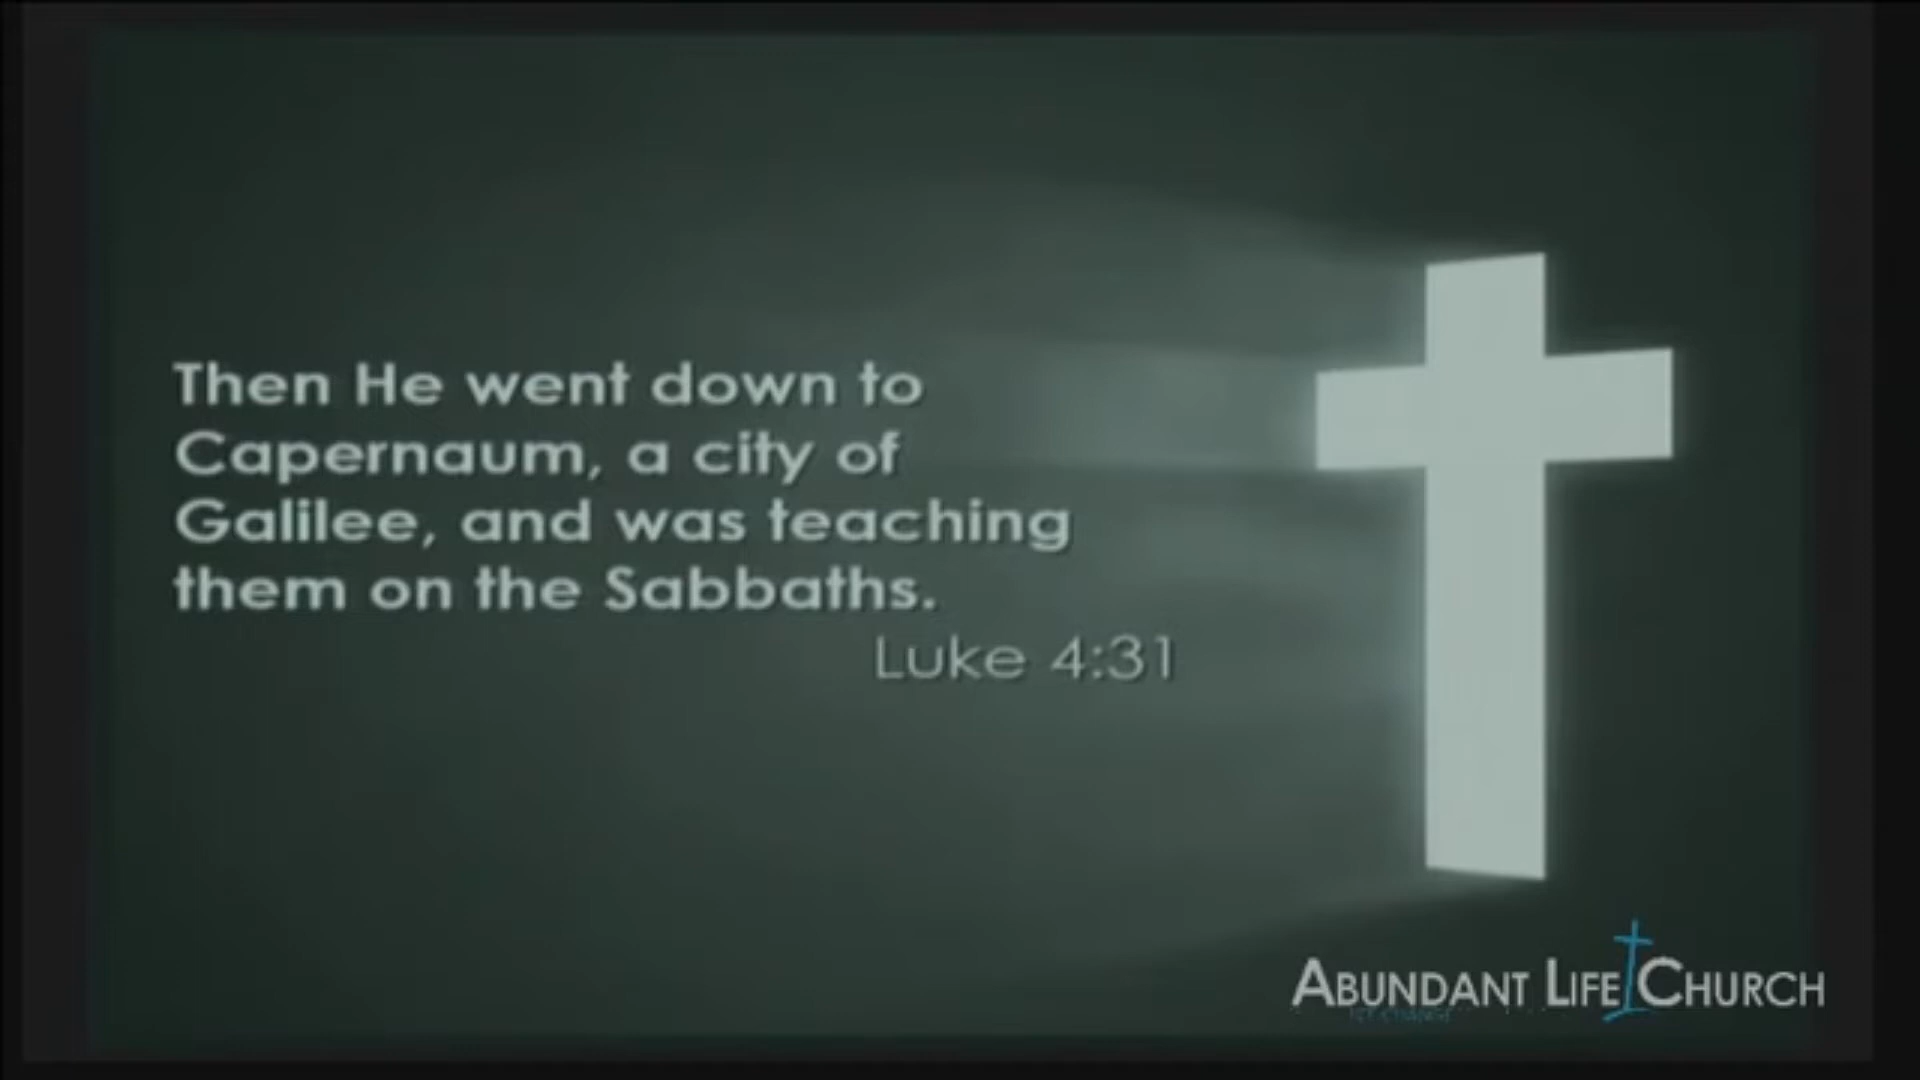 Then He went down to
Capernaum, a city of
Galilee, and was teaching
them on the Sabbaths.
Luke 4:31
ABUNDANT LIFE CHURCH